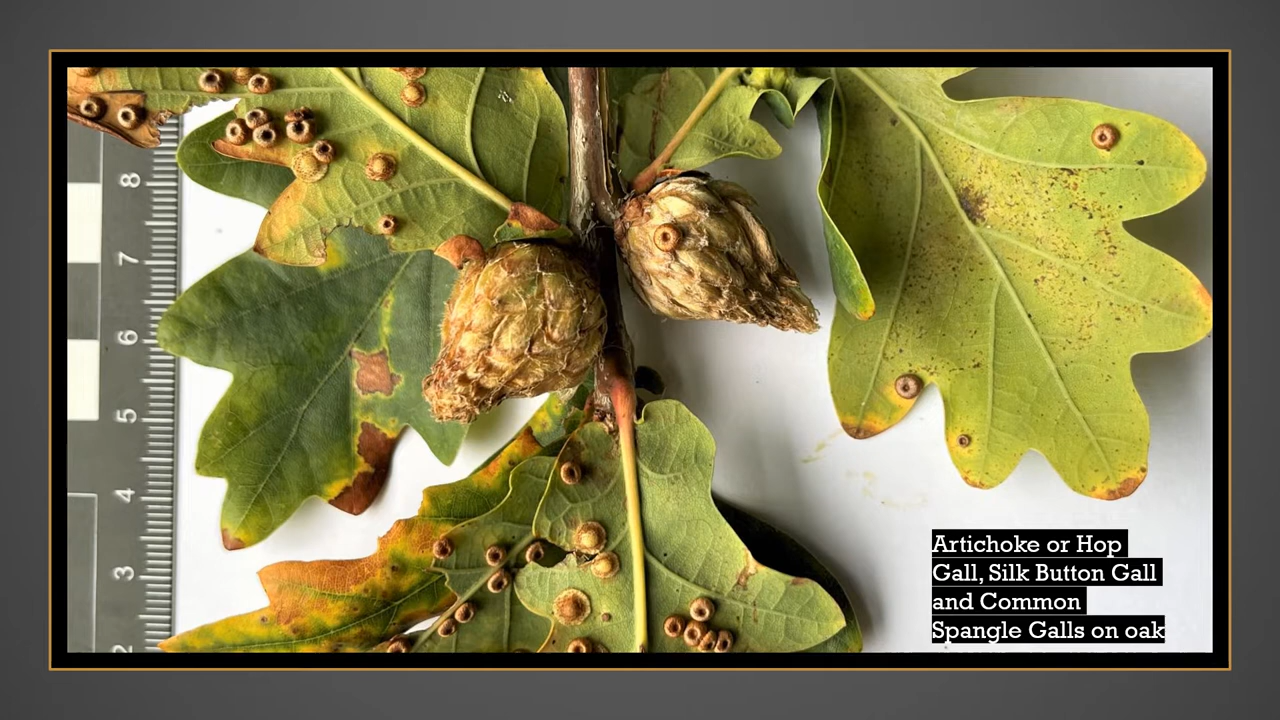 8
7
6
5
4
3
2
Artichoke or Hop
Gall, Silk Button Gall
and Common
Spangle Galls on oak